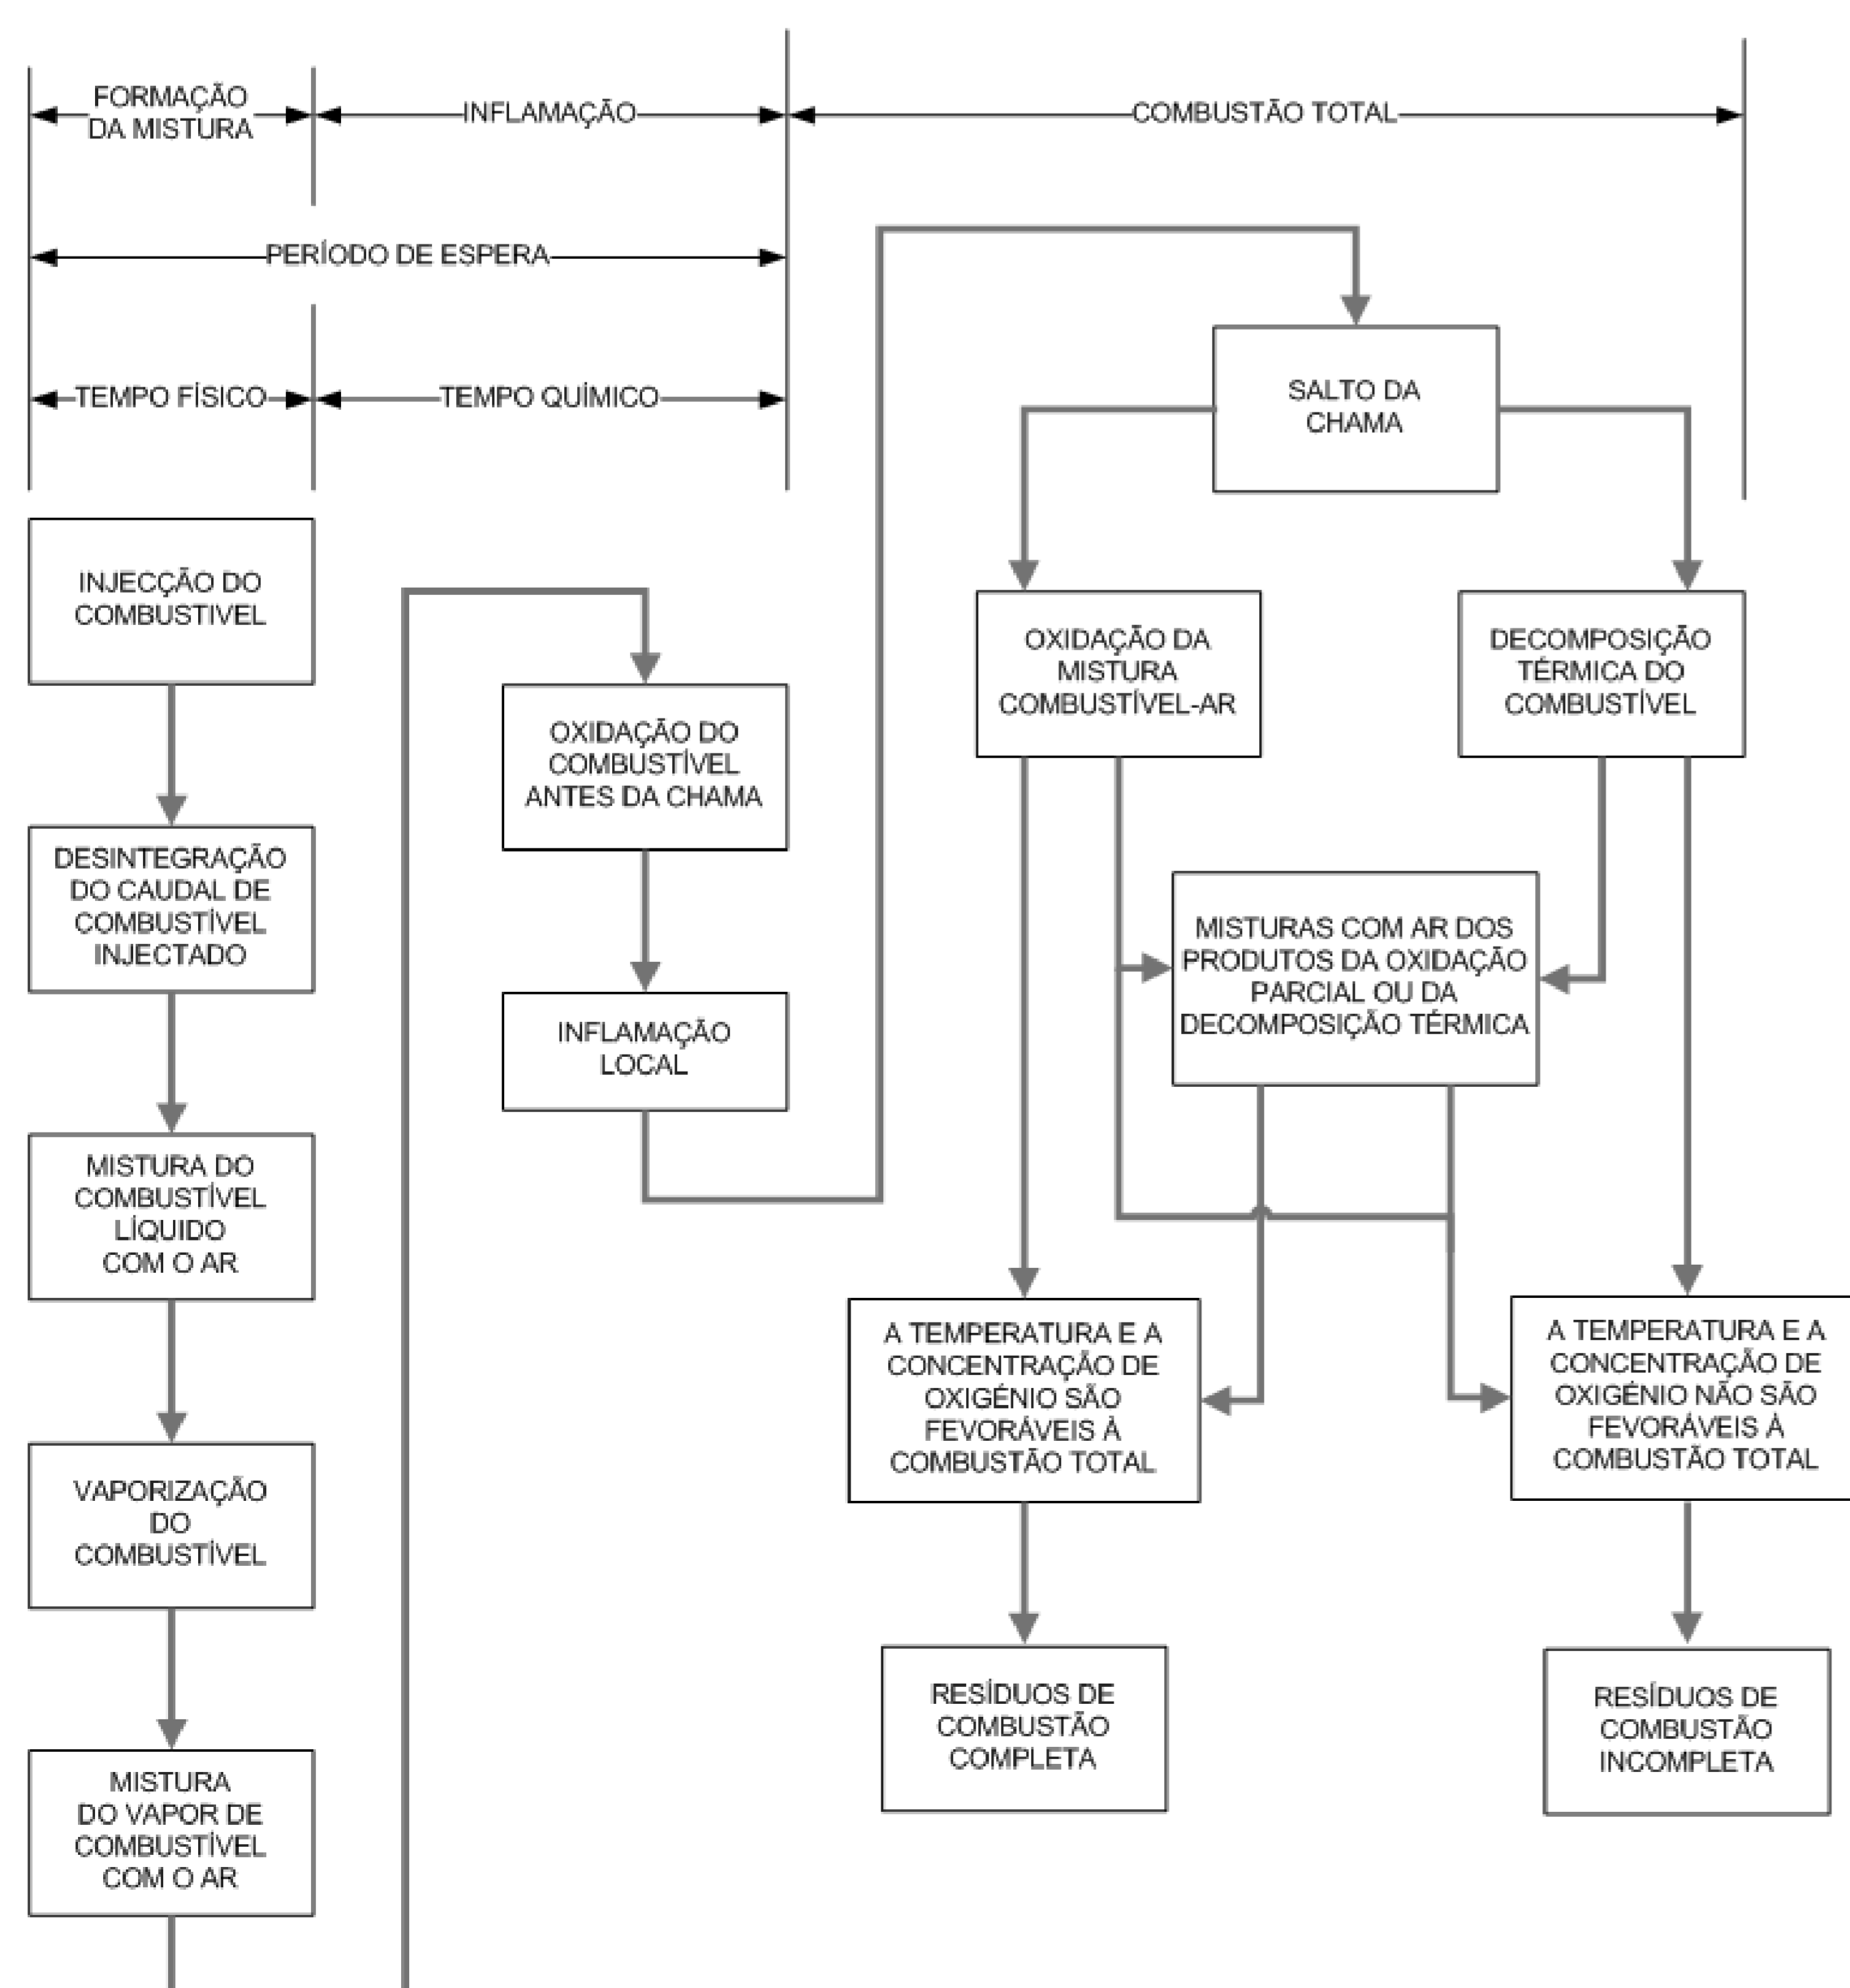 FORMAÇÃO
DA MISTURA
INFLAMAÇÃO
COMBUSTÃO TOTAL
PERÍODO DE ESPERA
TEMPO FÍSICO
TEMPO QUÍMICO
INJECÇÃO DO
COMBUSTIVEL
DESINTEGRAÇÃO
DO CAUDAL DE
COMBUSTÍVEL
INJECTADO
MISTURA DO
COMBUSTÍVEL
LÍQUIDO
COM O AR
VAPORIZAÇÃO
DO
COMBUSTÍVEL
MISTURA
DO VAPOR DE
COMBUSTÍVEL
COM O AR
OXIDAÇÃO DO
COMBUSTÍVEL
ANTES DA CHAMA
INFLAMAÇÃO
LOCAL
SALTO DA
CHAMA
OXIDAÇÃO DA
MISTURA
COMBUSTÍVEL-AR
DECOMPOSIÇÃO
TÉRMICA DO
COMBUSTÍVEL
MISTURAS COM AR DOS
PRODUTOS DA OXIDAÇÃO
PARCIAL OU DA
DECOMPOSIÇÃO TÉRMICA
A TEMPERATURA E A
CONCENTRAÇÃO DE
OXIGÉNIO SÃO
FEVORÁVEIS À
COMBUSTÃO TOTAL
A TEMPERATURA E A
CONCENTRAÇÃO DE
OXIGÉNIO NÃO SÃO
FEVORÁVEIS À
COMBUSTÃO TOTAL
RESÍDUOS DE
COMBUSTÃO
COMPLETA
RESÍDUOS DE
COMBUSTÃO
INCOMPLETA